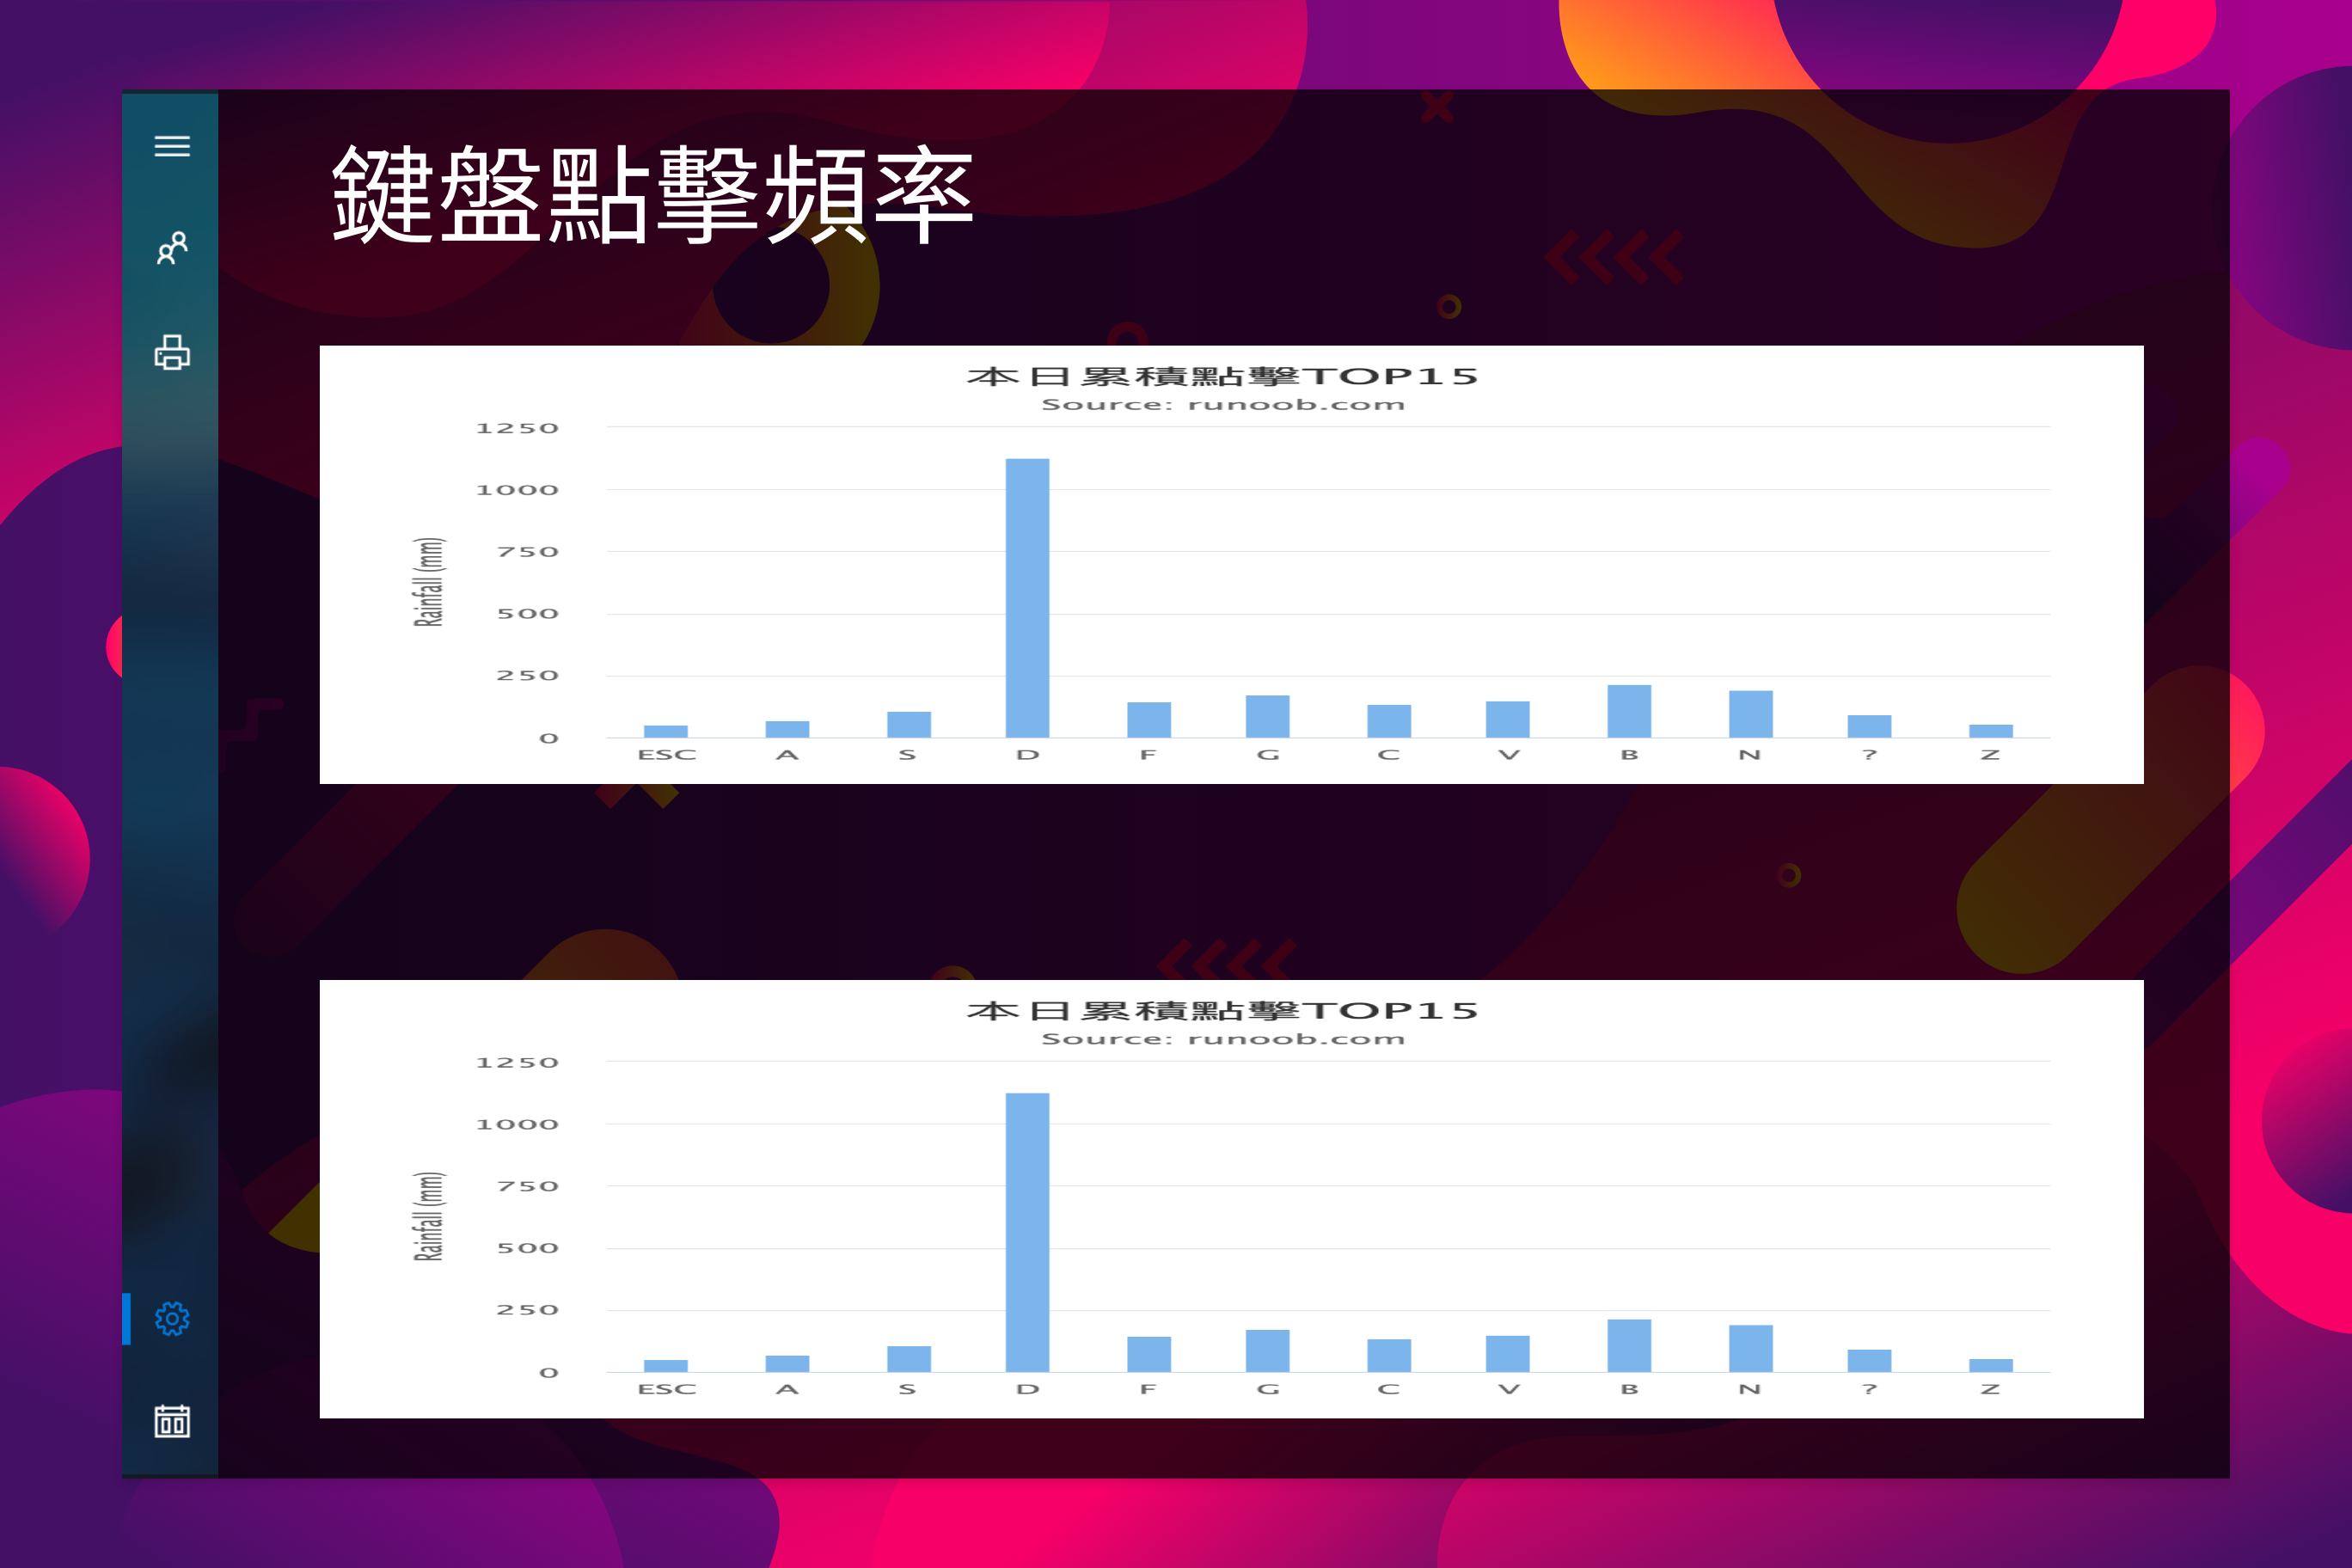 鍵盤點擊頻率
本日累積點擊TOP15
Source: runoob.com
Rainfall (mm)
1250
1000
750
500
250
0
ESC A S D F G C V B N ? Z
本日累積點擊TOP15
Source: runoob.com
Rainfall (mm)
1250
1000
750
500
250
0
ESC A S D F G C V B N ? Z